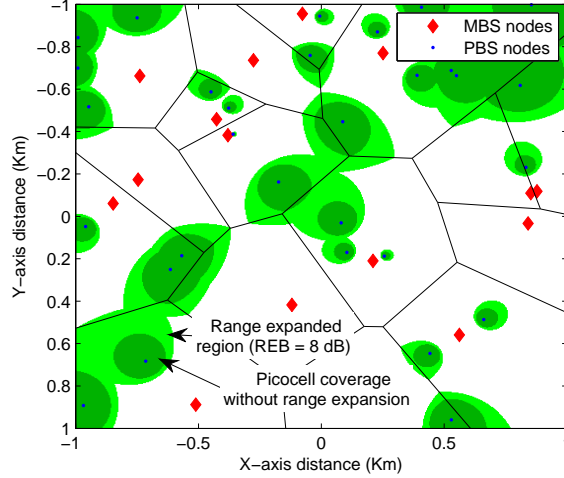 −1
−0.8
−0.6
−0.4
−0.2
0
0.2
0.4
0.6
0.8
1
Y−axis distance (Km)
MBS nodes
PBS nodes
Range expanded
region (REB = 8 dB)
Picocell coverage
without range expansion
−1
−0.5
0
0.5
X−axis distance (Km)